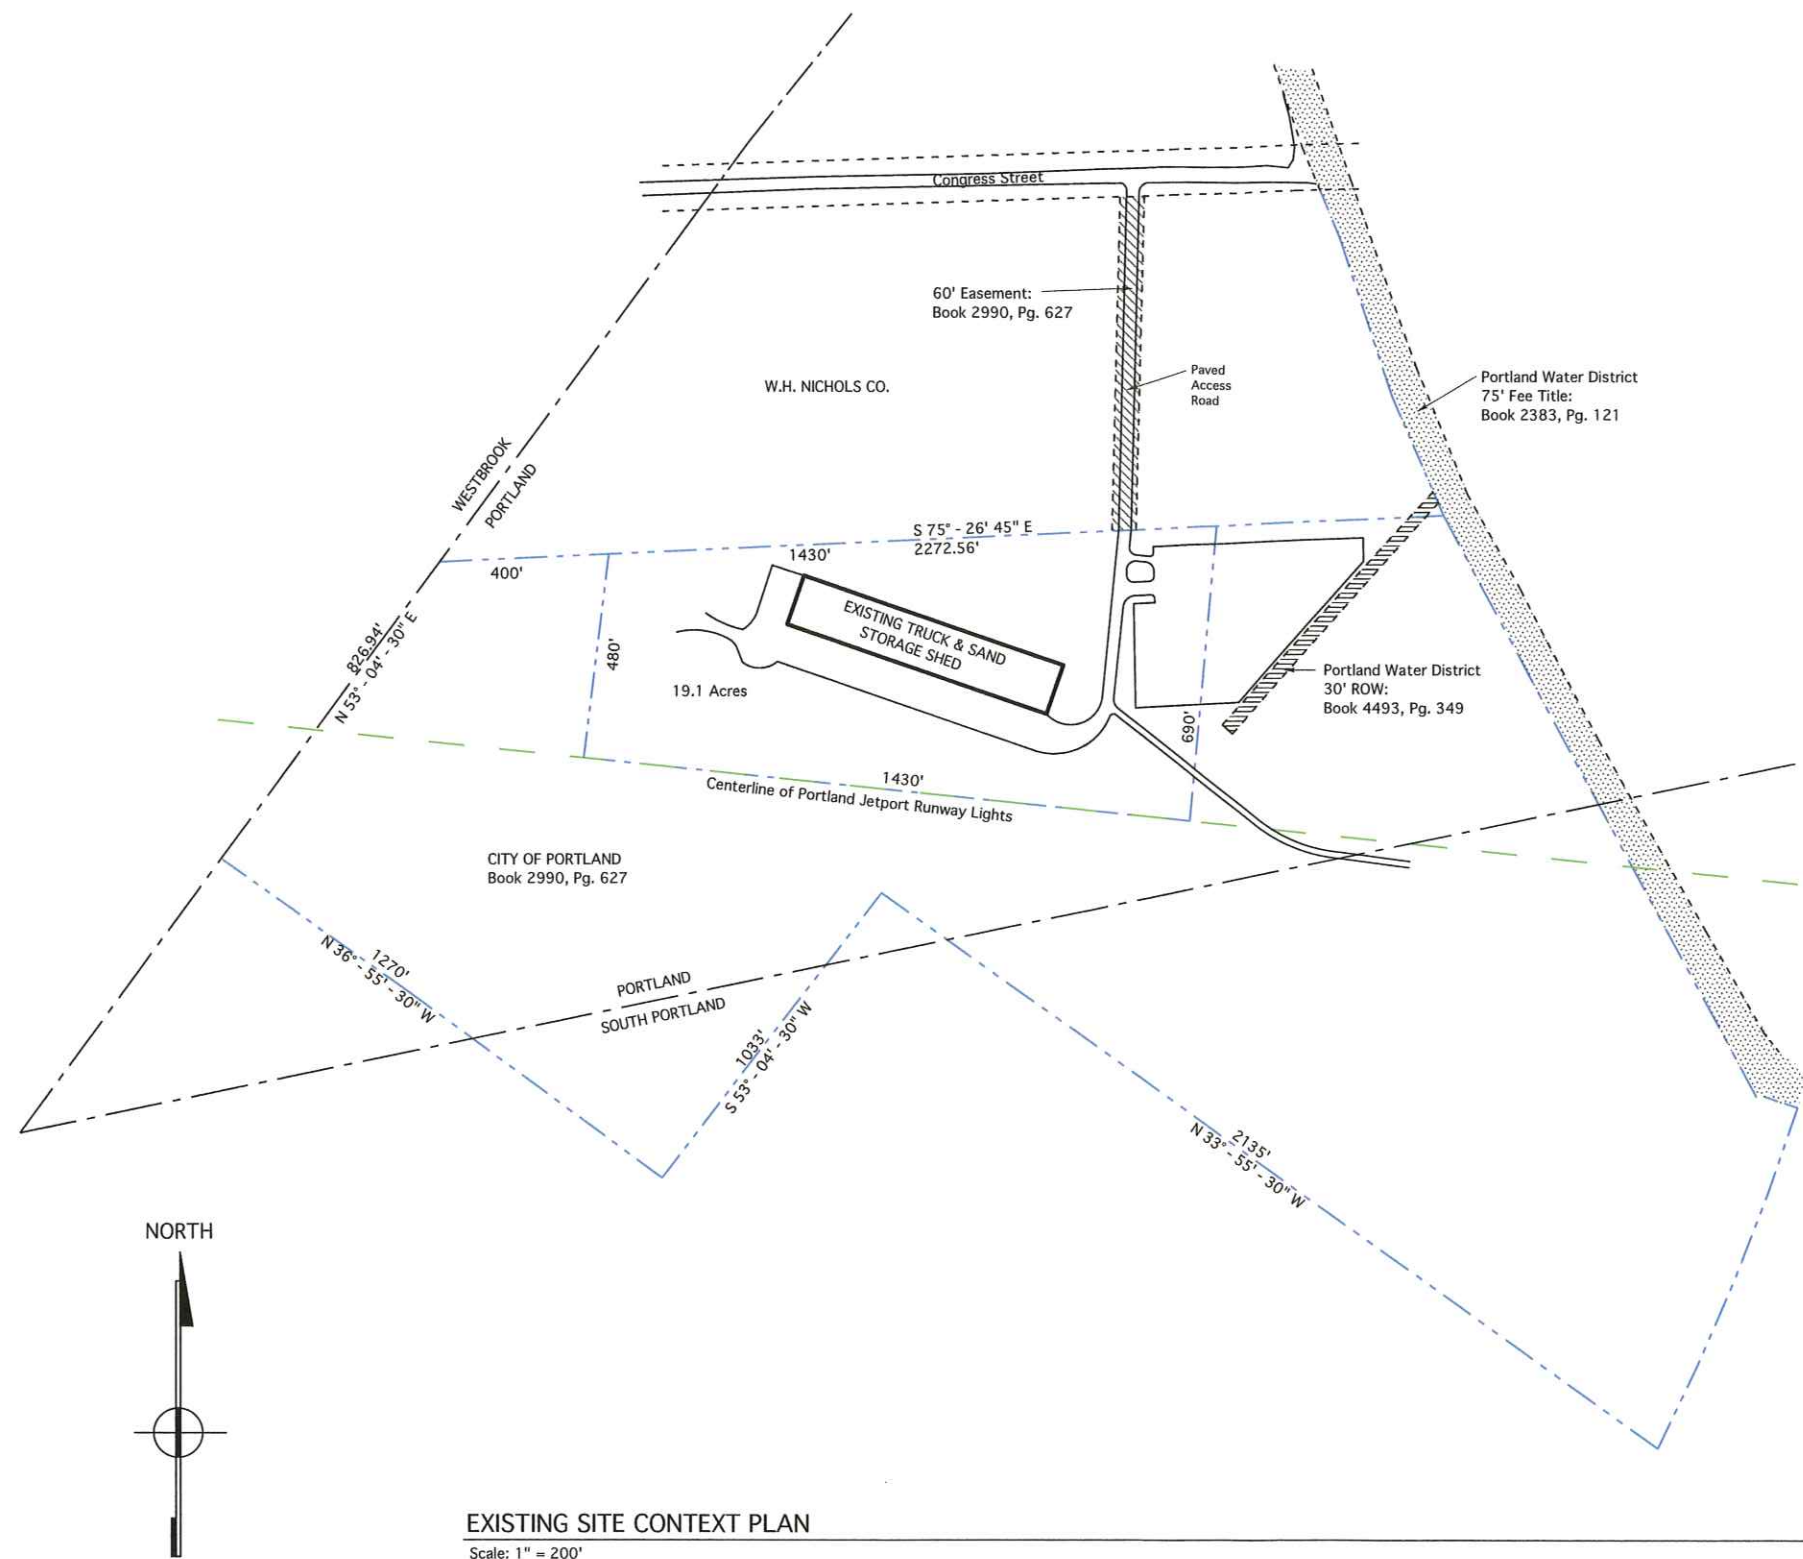 Congress Street
60' Easement:
Book 2990, Pg. 627
W.H. NICHOLS CO.
Paved
Access
Road
Portland Water District
75' Fee Title:
Book 2383, Pg. 121
WESTBROOK
PORTLAND
S 75° - 26' 45" E
2272.56'
1430'
400'
EXISTING TRUCK & SAND
STORAGE SHED
826.94'
N 53° - 04' - 30" E
480'
19.1 Acres
Portland Water District
30' ROW:
Book 4493, Pg. 349
690'
1430'
Centerline of Portland Jetport Runway Lights
CITY OF PORTLAND
Book 2990, Pg. 627
1270'
N 36° - 55' - 30" W
PORTLAND
SOUTH PORTLAND
1033'
S 53° - 04' - 30" W
2135'
N 33° - 55' - 30" W
NORTH
EXISTING SITE CONTEXT PLAN
Scale: 1" = 200'